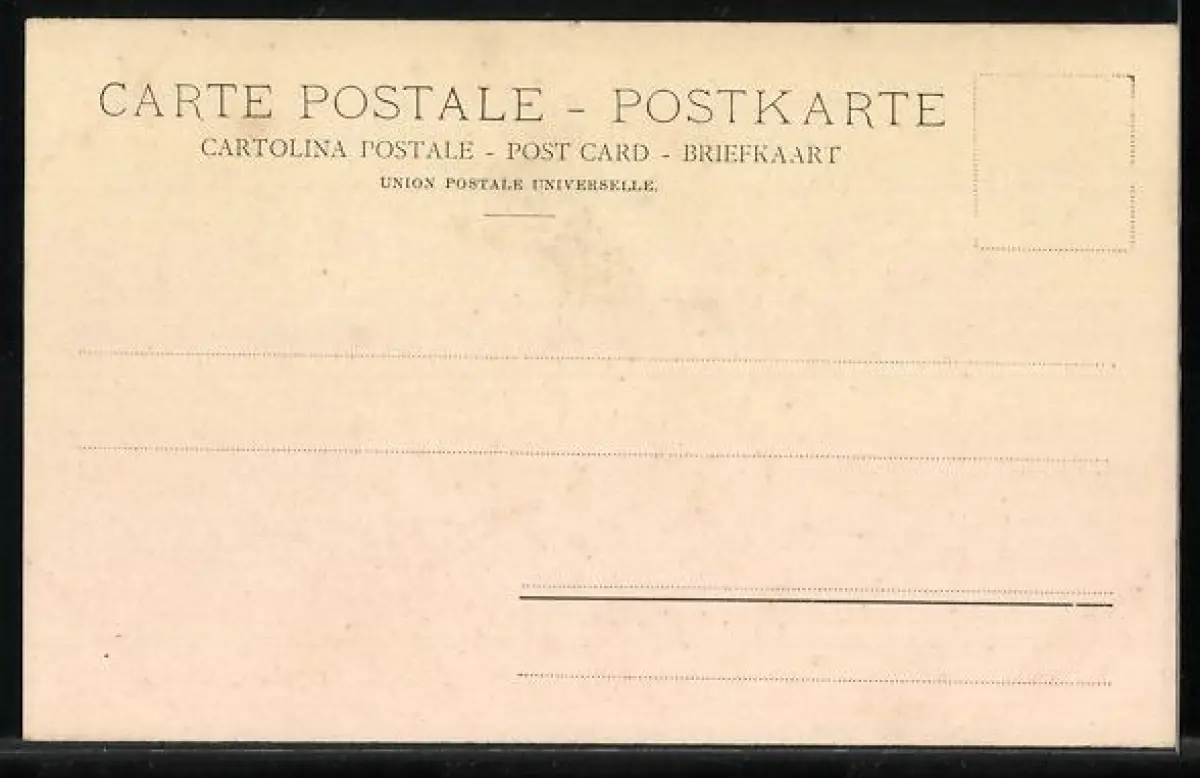 CARTE POSTALE - POSTKARTE
CARTOLINA POSTALE - POST CARD - BRIEFKAART
UNION POSTALE UNIVERSELLE.